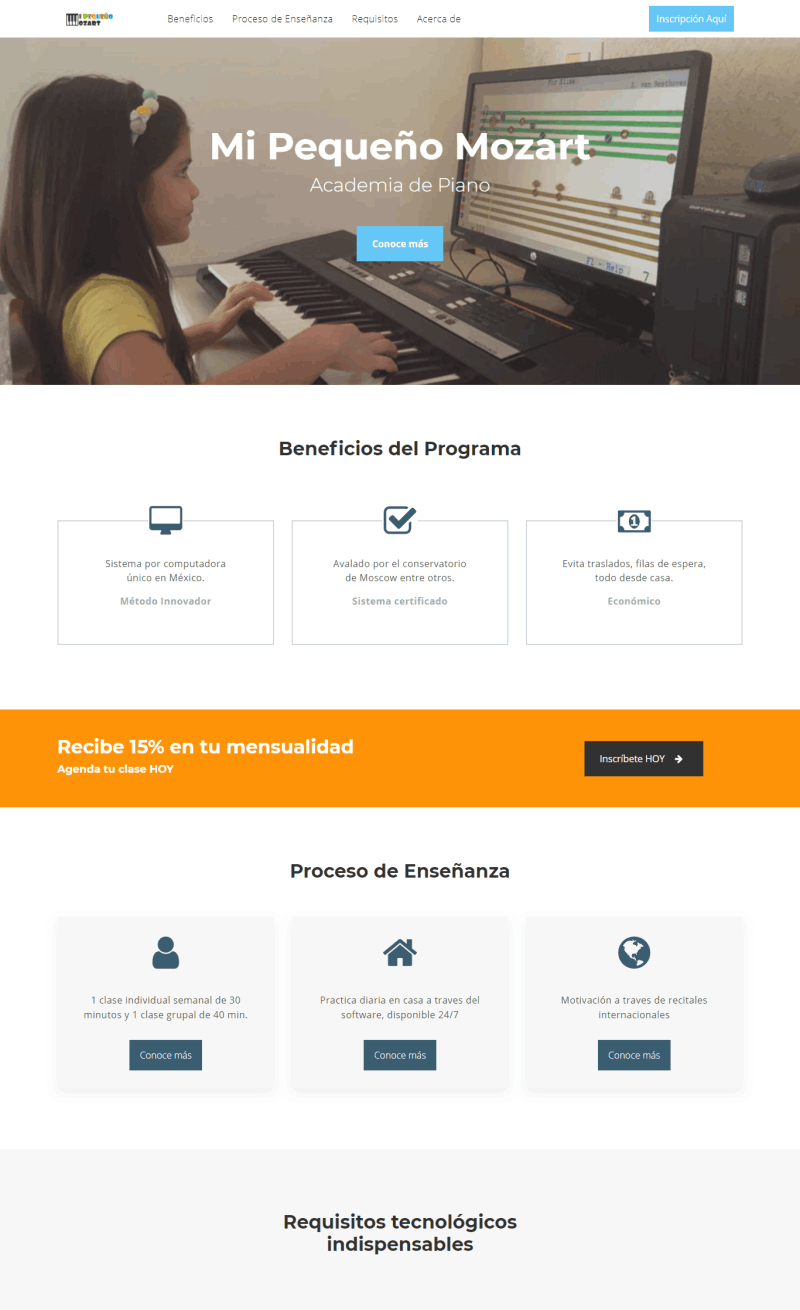 PEQUEÑO
MOZART
Beneficios
Proceso de Enseñanza
Requisitos
Acerca de
Inscripción Aquí
Mi Pequeño Mozart
Academia de Piano
Conoce más
F1 - Help
7
Beneficios del Programa
Sistema por computadora
único en México.
Método Innovador
Avalado por el conservatorio
de Moscow entre otros.
Sistema certificado
1
Evita traslados, filas de espera,
todo desde casa.
Económico
Recibe 15% en tu mensualidad
Agenda tu clase HOY
Inscríbete HOY
Proceso de Enseñanza
1 clase individual semanal de 30
minutos y 1 clase grupal de 40 min.
Conoce más
Practica diaria en casa a traves del
software, disponible 24/7
Conoce más
Motivación a traves de recitales
internacionales
Conoce más
Requisitos tecnológicos
indispensables